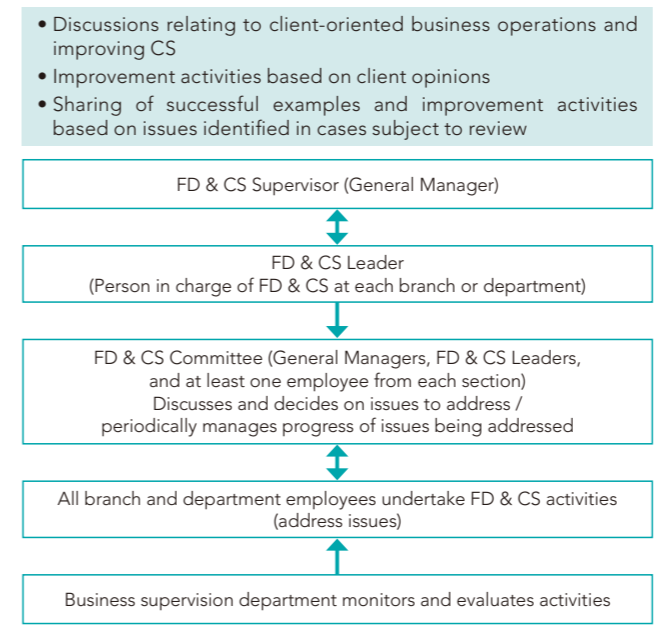 • Discussions relating to client-oriented business operations and
improving CS
• Improvement activities based on client opinions
• Sharing of successful examples and improvement activities
based on issues identified in cases subject to review
FD & CS Supervisor (General Manager)
FD & CS Leader
(Person in charge of FD & CS at each branch or department)
FD & CS Committee (General Managers, FD & CS Leaders,
and at least one employee from each section)
Discusses and decides on issues to address /
periodically manages progress of issues being addressed
All branch and department employees undertake FD & CS activities
(address issues)
Business supervision department monitors and evaluates activities